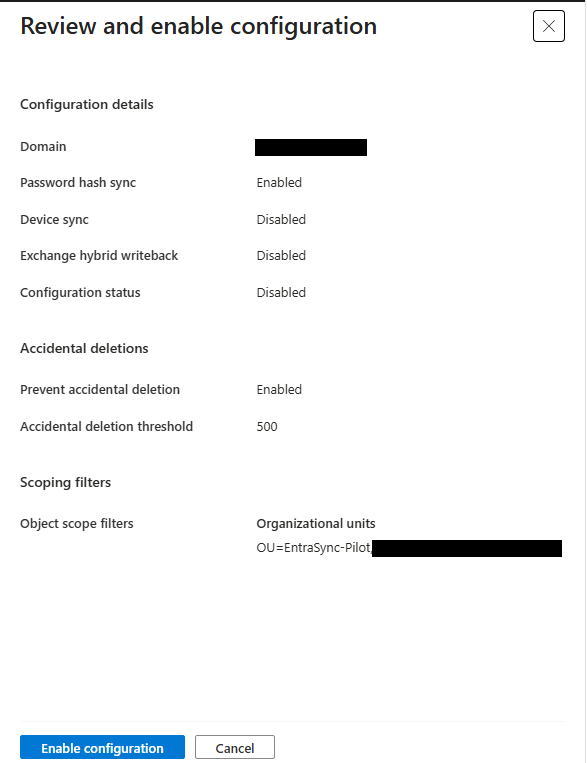 Review and enable configuration
Configuration details
Domain
Password hash sync Enabled
Device sync Disabled
Exchange hybrid writeback Disabled
Configuration status Disabled
Accidental deletions
Prevent accidental deletion Enabled
Accidental deletion threshold 500
Scoping filters
Object scope filters Organizational units
OU=EntraSync-Pilot,
Enable configuration Cancel